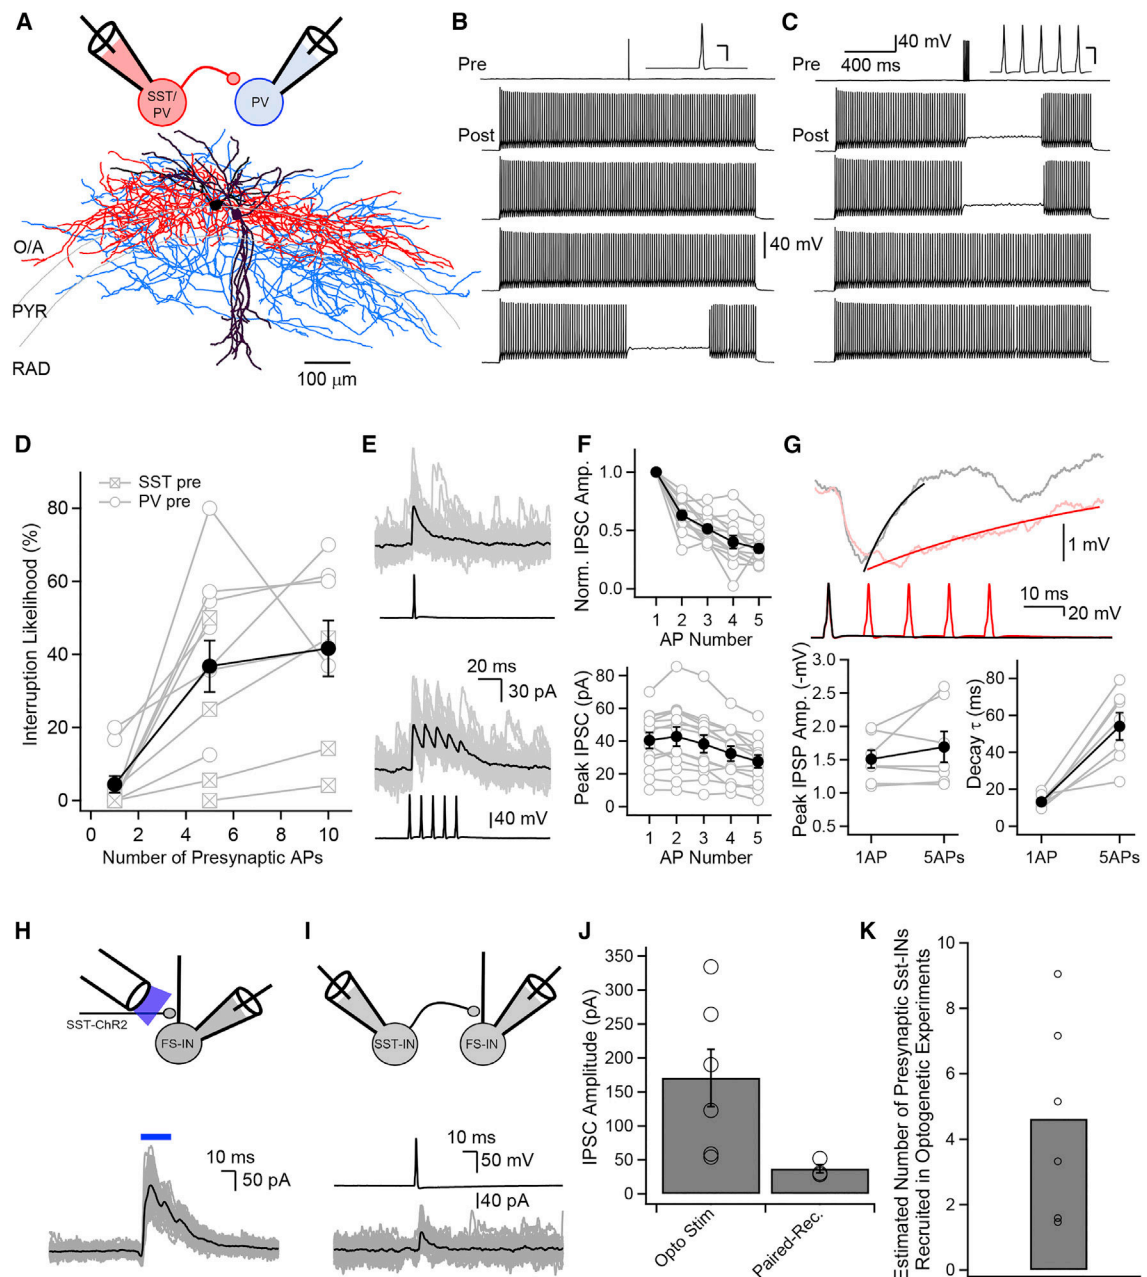 A
SST/
PV
PV
O/A
PYR
RAD
100 μm
B
Pre
Post
40 mV
C
Pre
40 mV
400 ms
Post
D
SST pre
PV pre
Interruption Likelihood (%)
80
60
40
20
0
0
2
4
6
8
10
Number of Presynaptic APs
E
20 ms
30 pA
40 mV
F
Norm. IPSC Amp.
1.0
0.5
0.0
1
2
3
4
5
AP Number
Peak IPSC (pA)
80
60
40
20
0
1
2
3
4
5
AP Number
G
1 mV
10 ms
20 mV
Peak IPSP Amp. (-mV)
3.0
2.5
2.0
1.5
1.0
0.5
1AP
5APs
Decay τ (ms)
80
60
40
20
0
1AP
5APs
H
SST-ChR2
FS-IN
10 ms
50 pA
I
SST-IN
FS-IN
10 ms
50 mV
40 pA
J
IPSC Amplitude (pA)
350
300
250
200
150
100
50
0
Opto Stim
Paired-Rec.
K
Estimated Number of Presynaptic Sst-INs
Recruited in Optogenetic Experiments
10
8
6
4
2
0